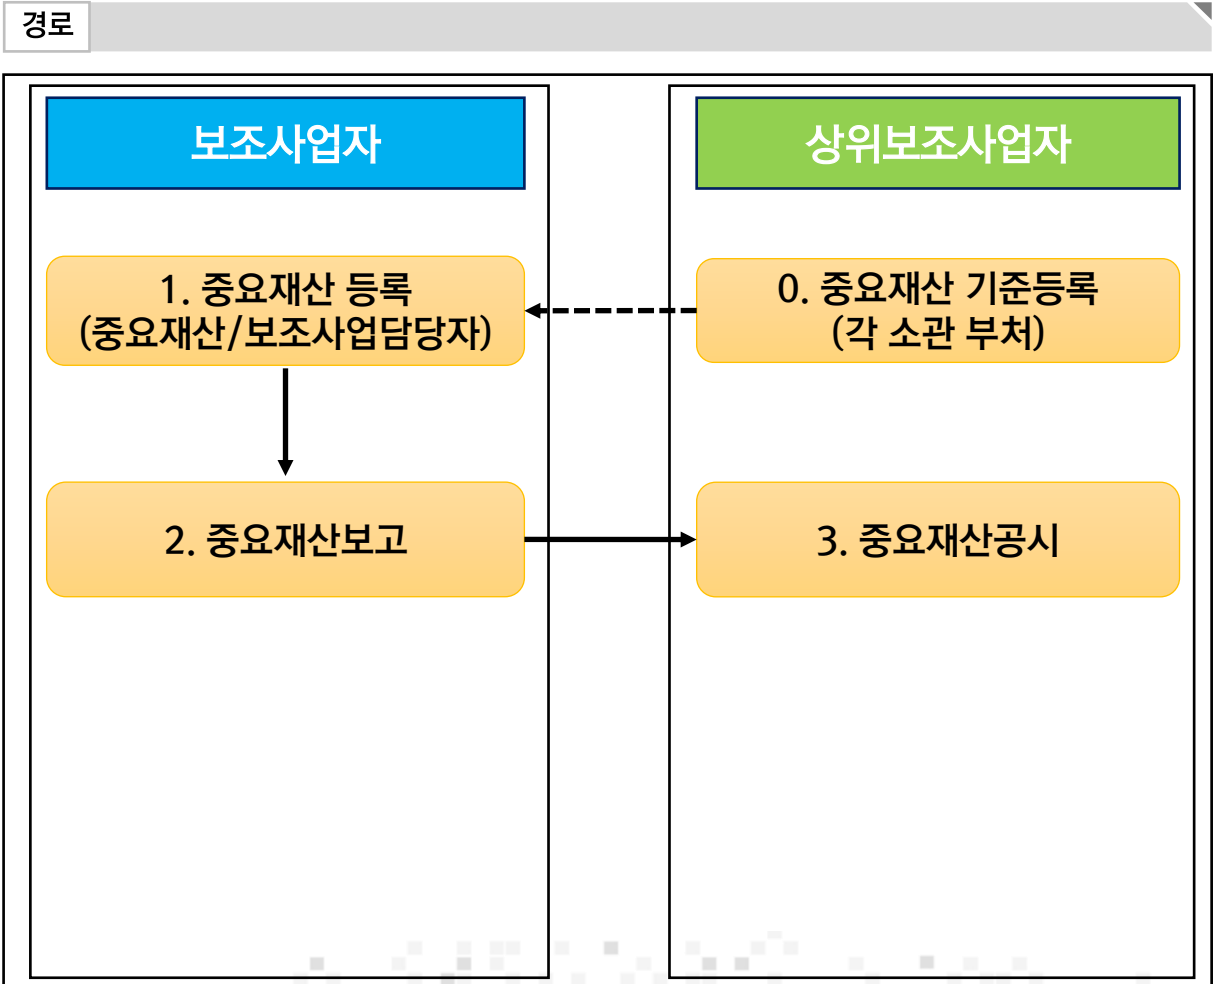 경로
보조사업자
상위보조사업자
1. 중요재산 등록
(중요재산/보조사업담당자)
0. 중요재산 기준등록
(각 소관 부처)
2. 중요재산보고
3. 중요재산공시